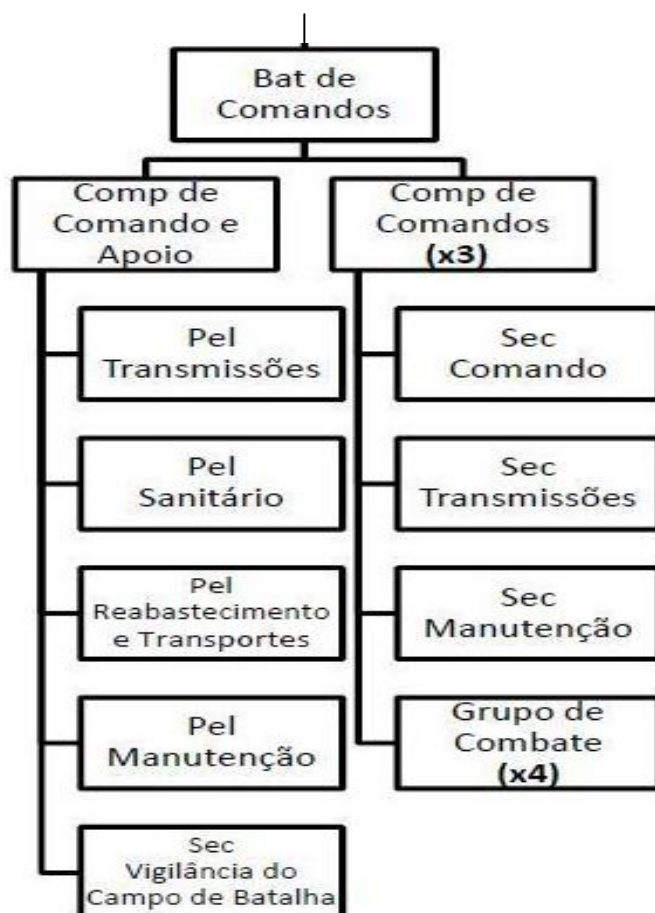 Bat de
Comandos
Comp de
Comando e
Apoio
Comp de
Comandos
(x3)
Pel
Transmissões
Sec
Comando
Pel
Sanitário
Sec
Transmissões
Pel
Reabastecimento
e Transportes
Sec
Manutenção
Pel
Manutenção
Grupo de
Combate
(x4)
Sec
Vigilância do
Campo de Batalha